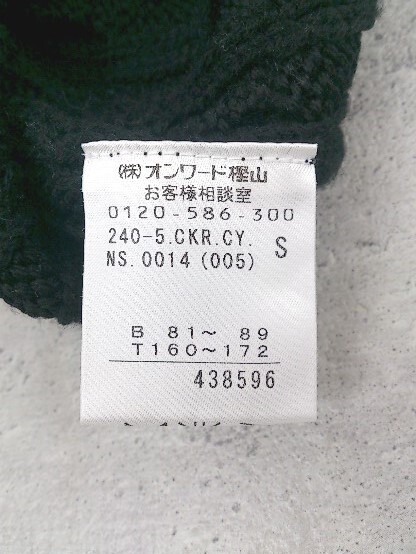 (株)オンワード樫山
お客様相談室
0120-586-300
240-5.CKR.CY. S
NS.0014(005)
B 81〜 89
T160〜172
438596